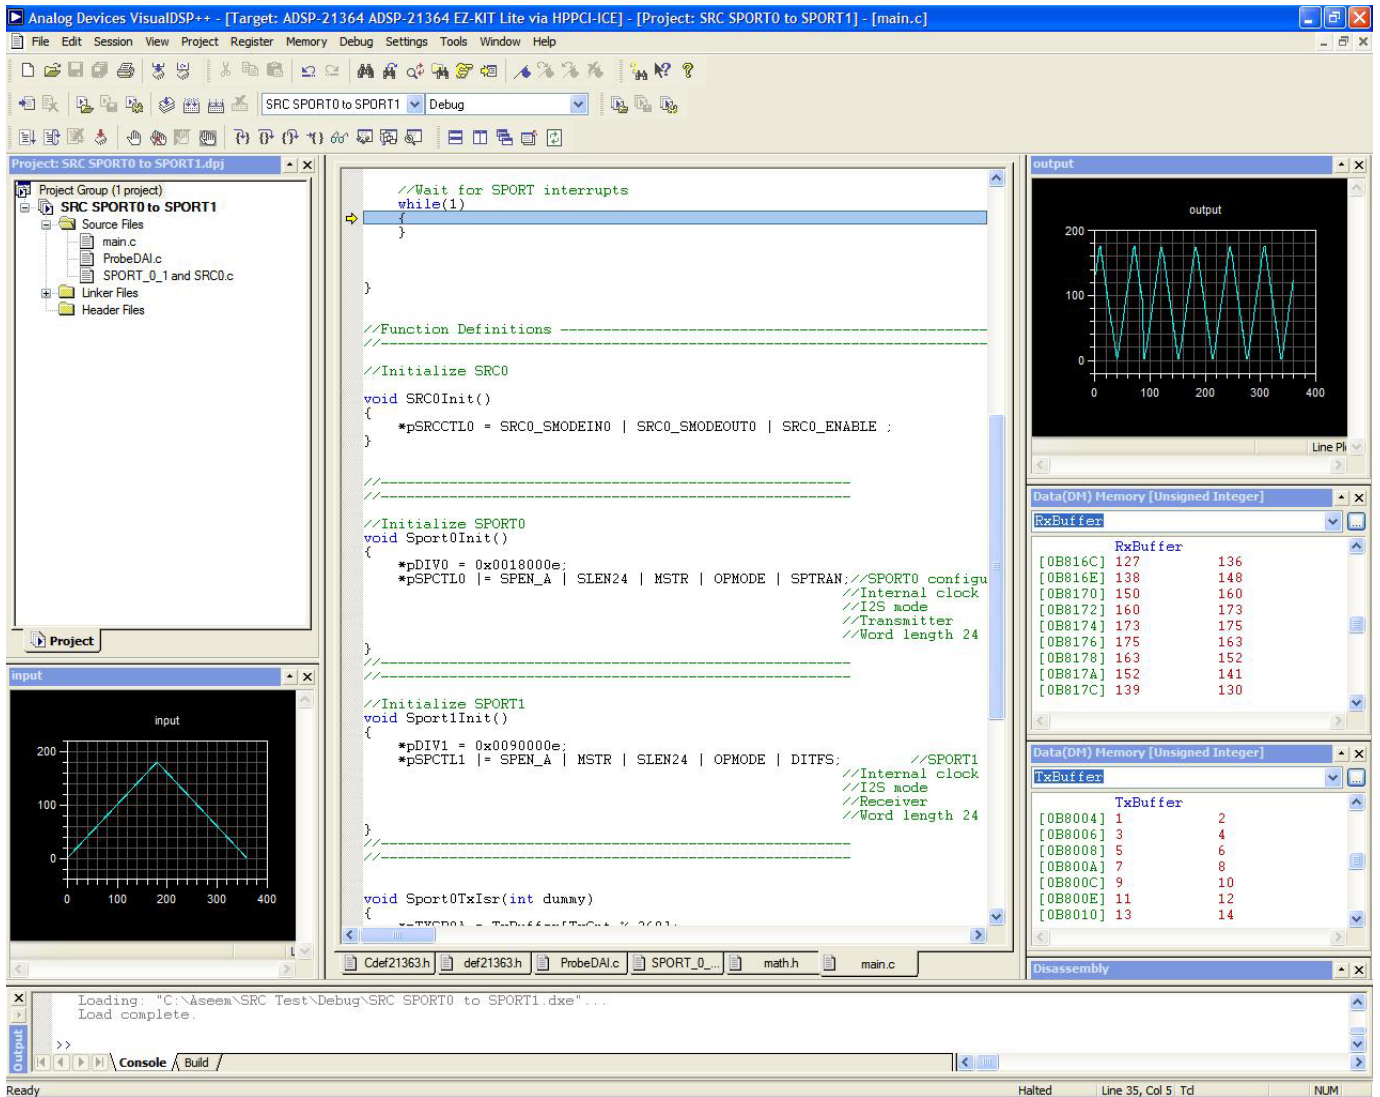 Analog Devices VisualDSP++ - [Target: ADSP-21364 ADSP-21364 EZ-KIT Lite via HPPCI-ICE] - [Project: SRC SPORT0 to SPORT1] - [main.c]
File Edit Session View Project Register Memory Debug Settings Tools Window Help
SRC SPORT0 to SPORT1 Debug
Project: SRC SPORT0 to SPORT1.dpj
Project Group (1 project)
SRC SPORT0 to SPORT1
Source Files
main.c
ProbeDAI.c
SPORT_0_1 and SRC0.c
Linker Files
Header Files
Project
input
input
200
100
0
0 100 200 300 400
//Wait for SPORT interrupts
while(1)
{
}
}
//Function Definitions --------------------------------------------------
//-----------------------------------------------------------------------
//Initialize SRC0
void SRC0Init()
{
*pSRCCTL0 = SRC0_SMODEIN0 | SRC0_SMODEOUT0 | SRC0_ENABLE ;
}
//-------------------------------------------------------
//-------------------------------------------------------
//Initialize SPORT0
void Sport0Init()
{
*pDIV0 = 0x0018000e;
*pSPCTL0 |= SPEN_A | SLEN24 | MSTR | OPMODE | SPTRAN;//SPORT0 configu
//Internal clock
//I2S mode
//Transmitter
//Word length 24
}
//-------------------------------------------------------
//-------------------------------------------------------
//Initialize SPORT1
void Sport1Init()
{
*pDIV1 = 0x0090000e;
*pSPCTL1 |= SPEN_A | MSTR | SLEN24 | OPMODE | DITFS; //SPORT1
//Internal clock
//I2S mode
//Receiver
//Word length 24
}
//-------------------------------------------------------
//-------------------------------------------------------
void Sport0TxIsr(int dummy)
{
Cdef21363.h def21363.h ProbeDAI.c SPORT_0_... math.h main.c
output
output
200
100
0
0 100 200 300 400
Line Pl
Data(DM) Memory [Unsigned Integer]
RxBuffer
RxBuffer
[0B816C] 127 136
[0B816E] 138 148
[0B8170] 150 160
[0B8172] 160 173
[0B8174] 173 175
[0B8176] 175 163
[0B8178] 163 152
[0B817A] 152 141
[0B817C] 139 130
Data(DM) Memory [Unsigned Integer]
TxBuffer
TxBuffer
[0B8004] 1 2
[0B8006] 3 4
[0B8008] 5 6
[0B800A] 7 8
[0B800C] 9 10
[0B800E] 11 12
[0B8010] 13 14
Disassembly
Output
Loading: "C:\Aseem\SRC Test\Debug\SRC SPORT0 to SPORT1.dxe"...
Load complete.
>>
Console Build
Ready Halted Line 35, Col 5 Tcl NUM